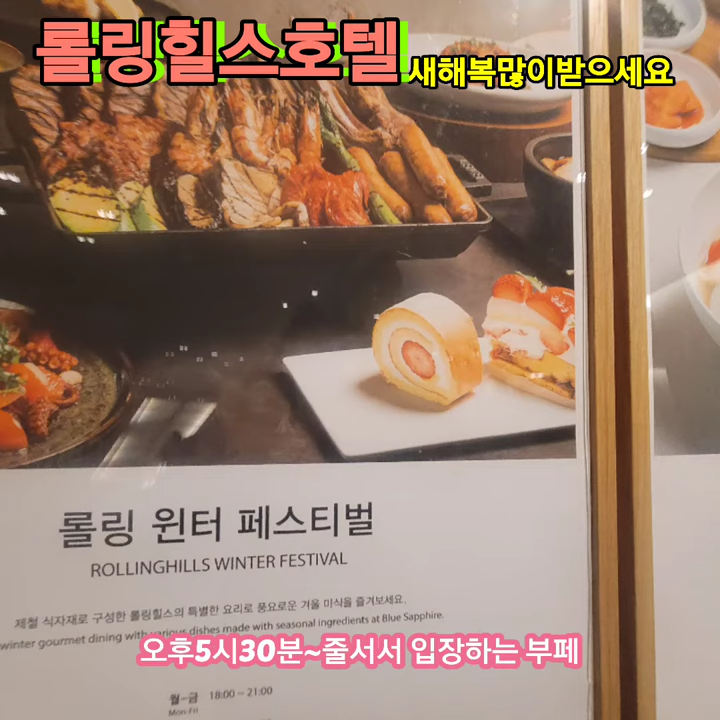 롤링힐스호텔
새해복많이받으세요
롤링 윈터 페스티벌
ROLLINGHILLS WINTER FESTIVAL
제철 식자재로 구성한 롤링힐스의 특별한 요리로 풍요로운 겨울 미식을 즐겨보세요.
winter gourmet dining with various dishes made with seasonal ingredients at Blue Sapphire.
오후5시30분~줄서서 입장하는 부페
월-금 18:00 ~ 21:00
Mon-Fri